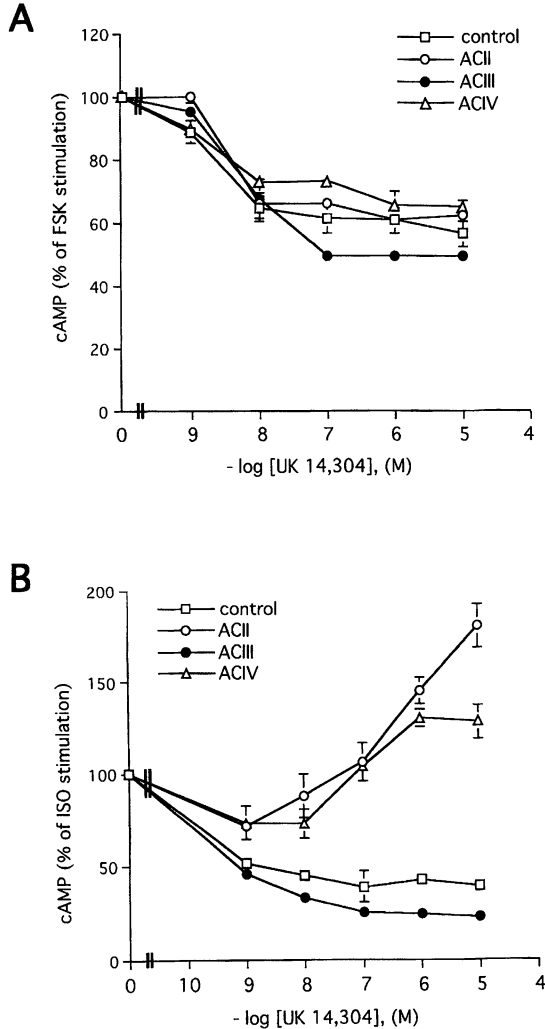 A
120
100
80
60
40
20
0
cAMP (% of FSK stimulation)
control
ACII
ACIII
ACIV
0 9 8 7 6 5 4
- log [UK 14,304], (M)
B
200
150
100
50
0
cAMP (% of ISO stimulation)
control
ACII
ACIII
ACIV
0 10 9 8 7 6 5 4
- log [UK 14,304], (M)